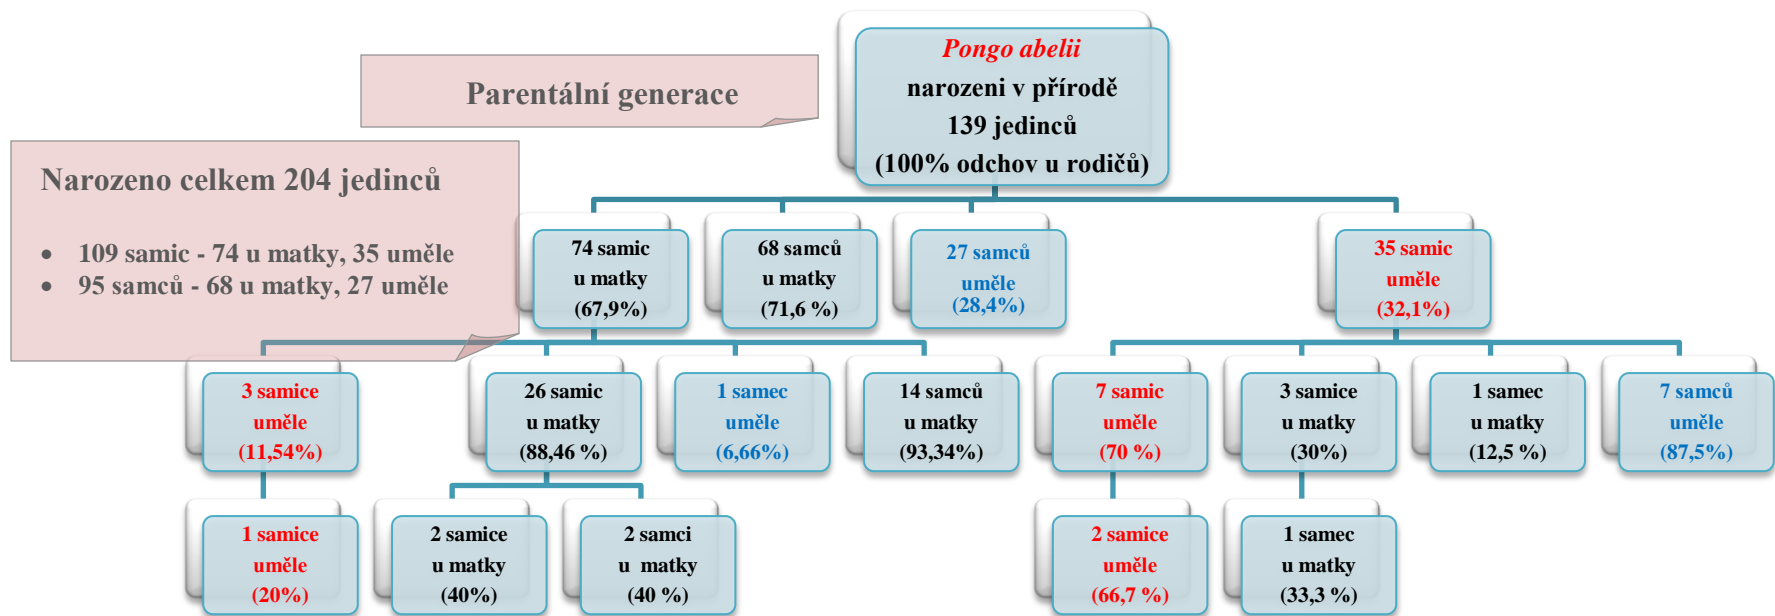 Pongo abelii
narozeni v přírodě
139 jedinců
(100% odchov u rodičů)
Parentální generace
Narozeno celkem 204 jedinců
• 109 samic - 74 u matky, 35 uměle
• 95 samců - 68 u matky, 27 uměle
74 samic
u matky
(67,9%)
68 samců
u matky
(71,6 %)
27 samců
uměle
(28,4%)
35 samic
uměle
(32,1%)
3 samice
uměle
(11,54%)
26 samic
u matky
(88,46 %)
1 samec
uměle
(6,66%)
14 samců
u matky
(93,34%)
7 samic
uměle
(70 %)
3 samice
u matky
(30%)
1 samec
u matky
(12,5 %)
7 samců
uměle
(87,5%)
1 samice
uměle
(20%)
2 samice
u matky
(40%)
2 samci
u matky
(40 %)
2 samice
uměle
(66,7 %)
1 samec
u matky
(33,3 %)